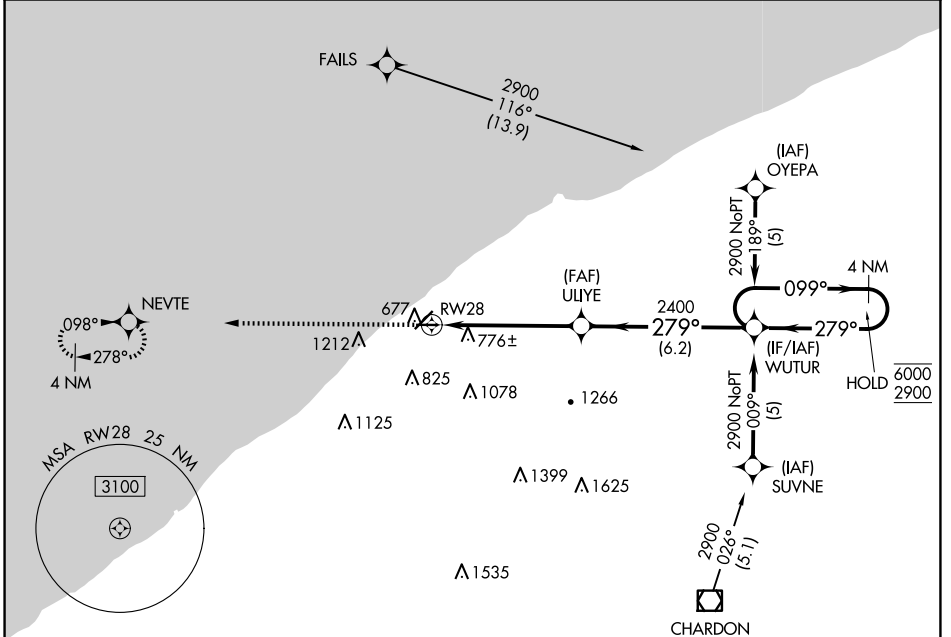 FAILS
2900
116°
(13.9)
(IAF)
OYEPA
2900 NoPT
189°
(5)
4 NM
099°
NEVTE
098°
278°
4 NM
677
RW28
1212
776±
(FAF)
ULIYE
2400
279°
(6.2)
279°
(IF/IAF)
WUTUR
HOLD
6000
2900
825
1078
1266
1125
2900 NoPT
009°
(5)
MSA RW28 25 NM
3100
1399
1625
(IAF)
SUVNE
1535
2900
026°
(5.1)
CHARDON